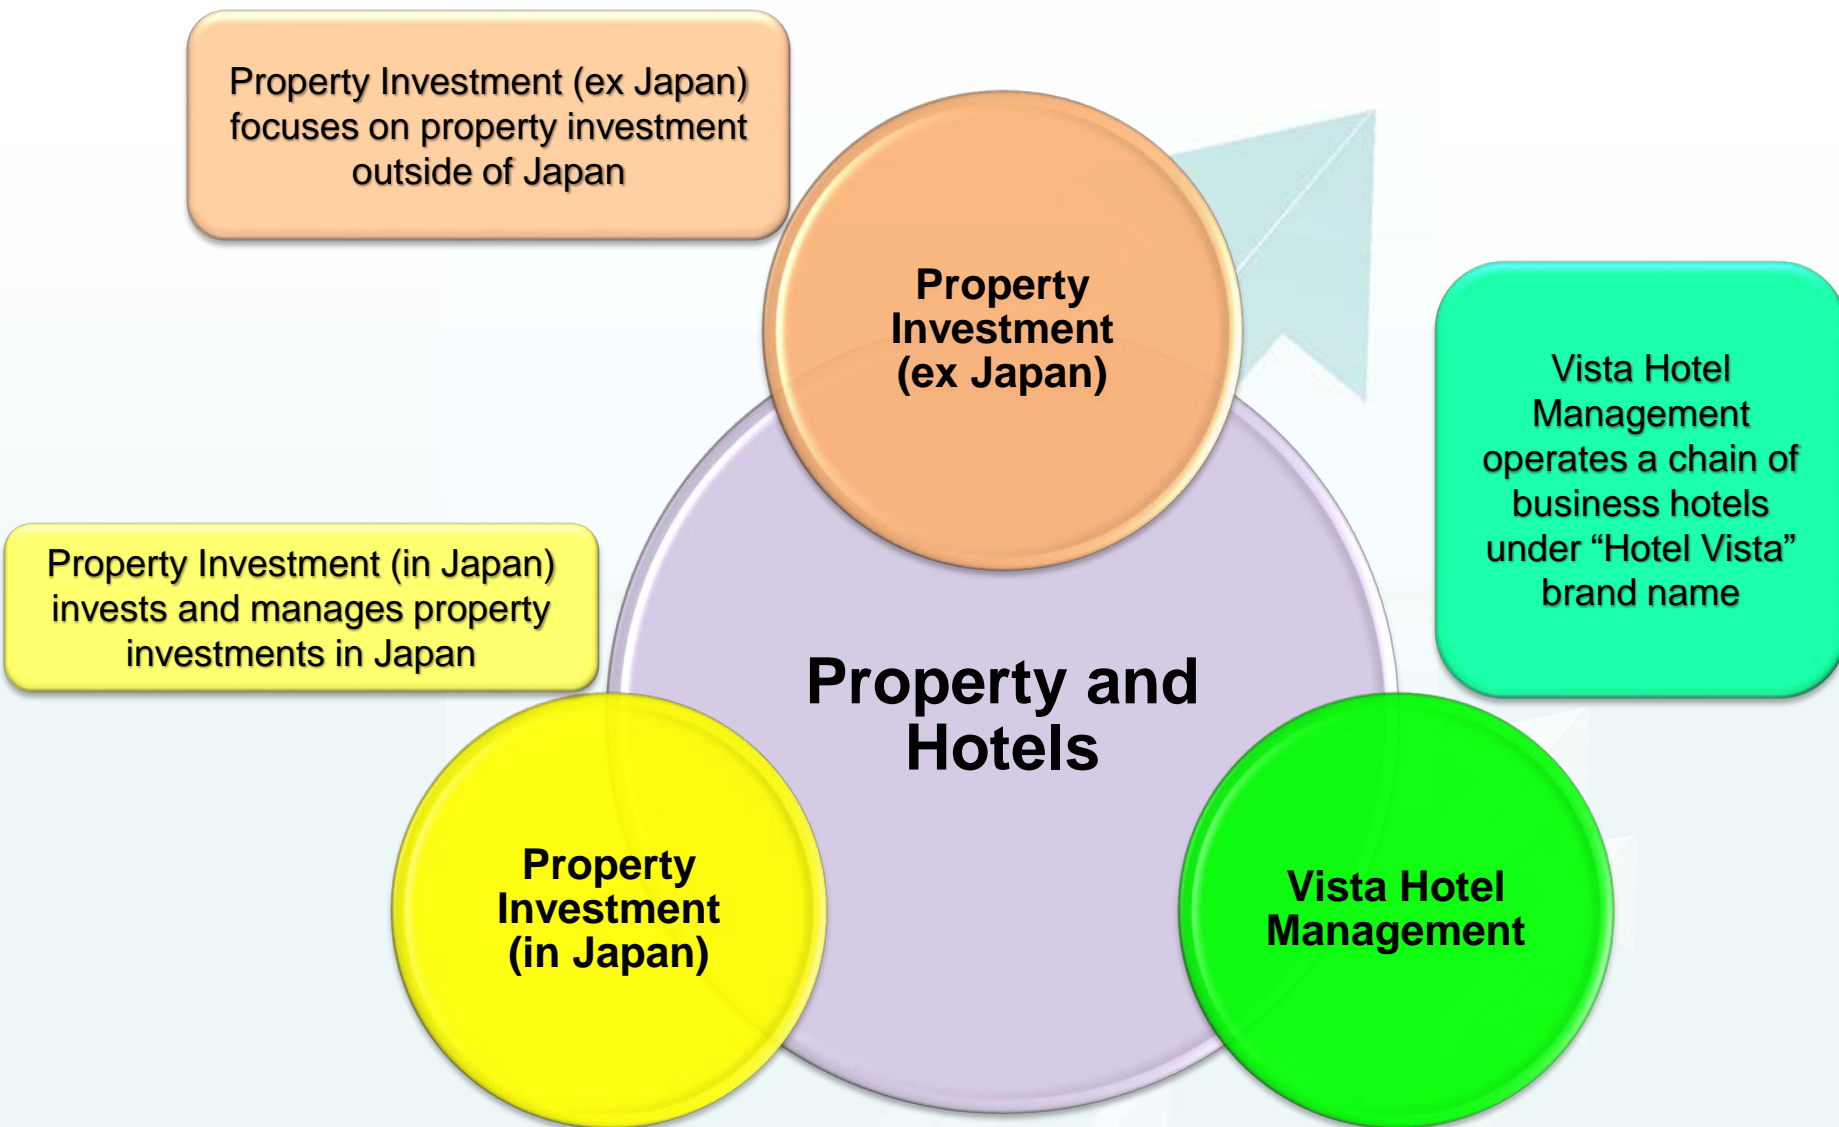 Property Investment (ex Japan)
focuses on property investment
outside of Japan
Property
Investment
(ex Japan)
Vista Hotel
Management
operates a chain of
business hotels
under “Hotel Vista”
brand name
Property Investment (in Japan)
invests and manages property
investments in Japan
Property and
Hotels
Property
Investment
(in Japan)
Vista Hotel
Management